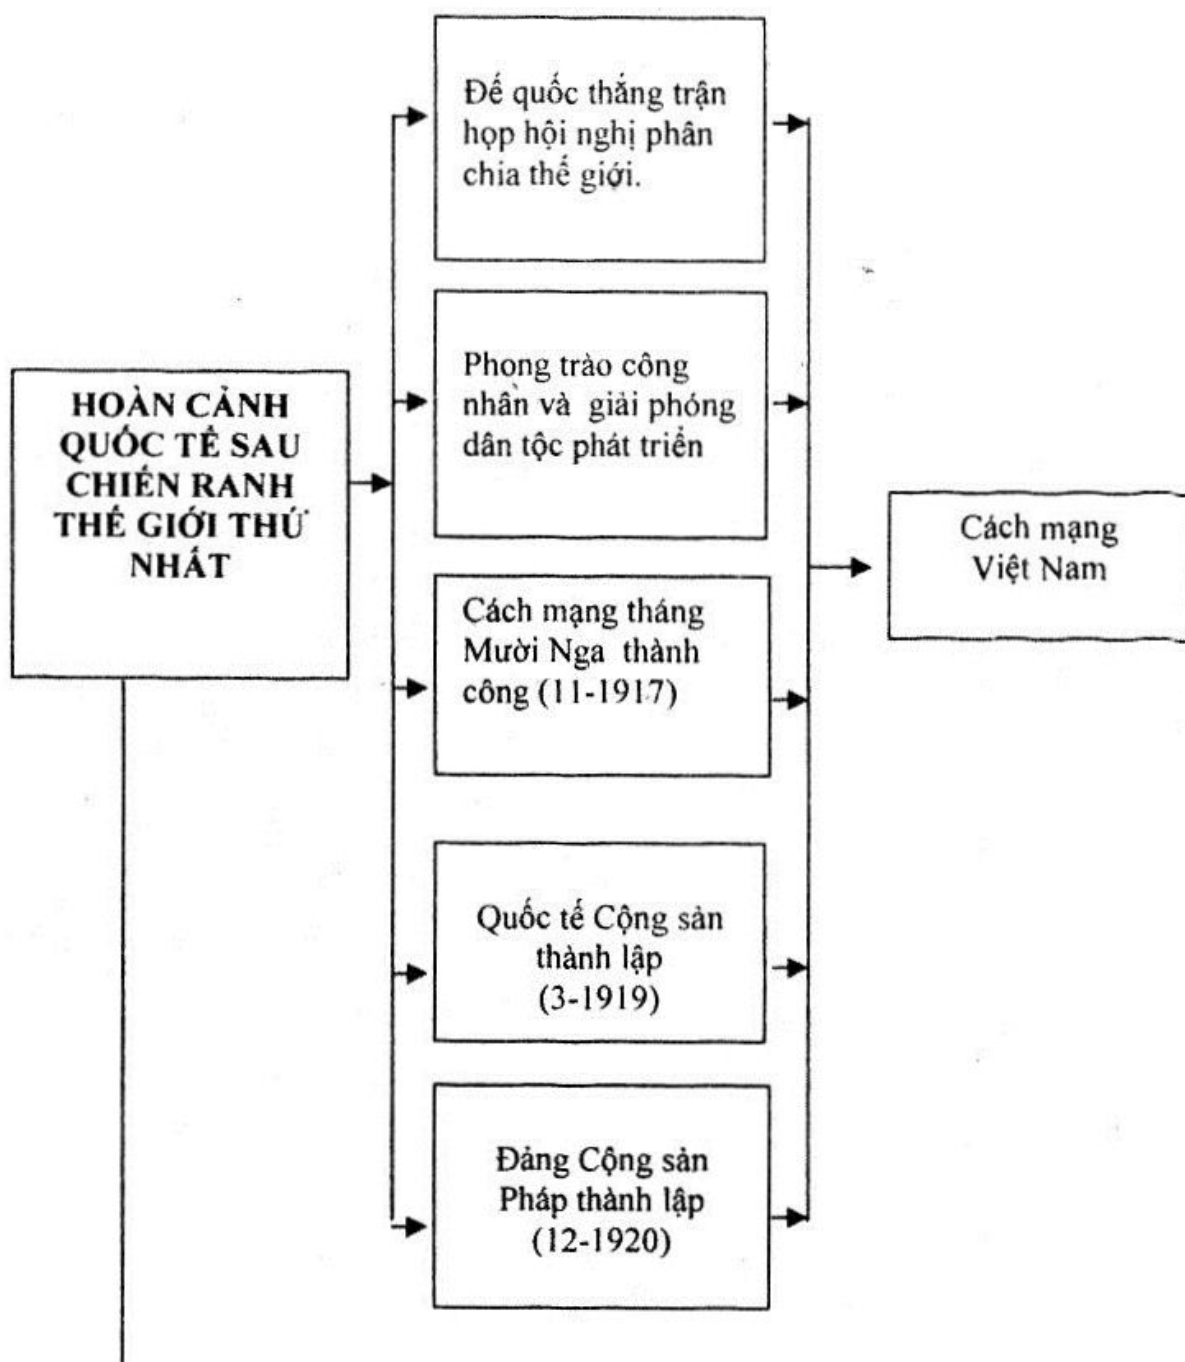 Đế quốc thắng trận
họp hội nghị phân
chia thế giới.
Phong trào công
nhân và giải phóng
dân tộc phát triển
HOÀN CẢNH
QUỐC TẾ SAU
CHIẾN RANH
THẾ GIỚI THỨ
NHẤT
Cách mạng
Việt Nam
Cách mạng tháng
Mười Nga thành
công (11-1917)
Quốc tế Cộng sản
thành lập
(3-1919)
Đảng Cộng sản
Pháp thành lập
(12-1920)